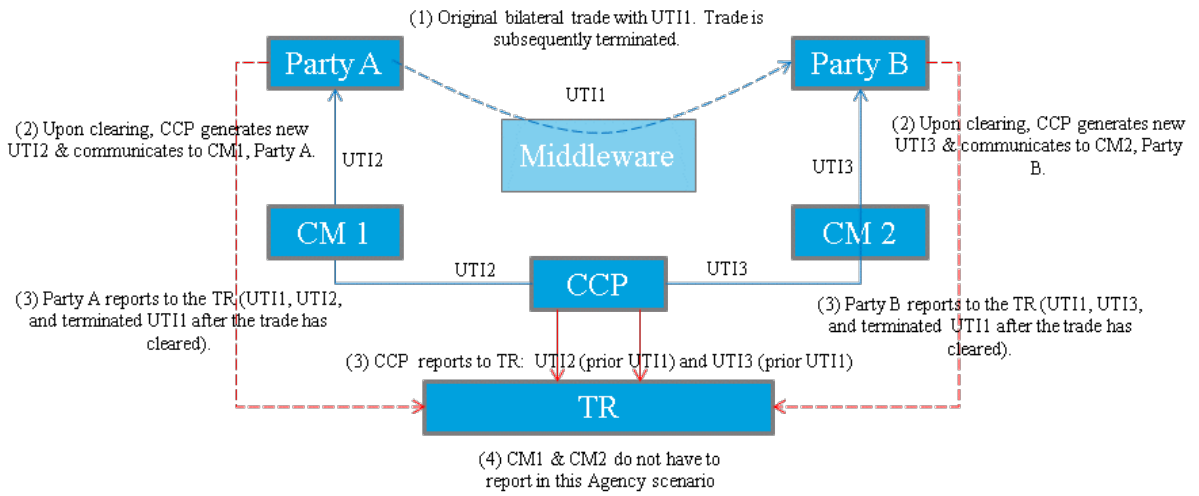 (1) Original bilateral trade with UTI1. Trade is
subsequently terminated.
Party A
Party B
UTI1
(2) Upon clearing, CCP generates new
UTI2 & communicates to CM1, Party A.
(2) Upon clearing, CCP generates new
UTI3 & communicates to CM2, Party
B.
Middleware
UTI2
UTI3
CM 1
CM 2
UTI2
UTI3
CCP
(3) Party A reports to the TR (UTI1, UTI2,
and terminated UTI1 after the trade has
cleared).
(3) Party B reports to the TR (UTI1, UTI3,
and terminated UTI1 after the trade has
cleared).
(3) CCP reports to TR: UTI2 (prior UTI1) and UTI3 (prior UTI1)
TR
(4) CM1 & CM2 do not have to
report in this Agency scenario